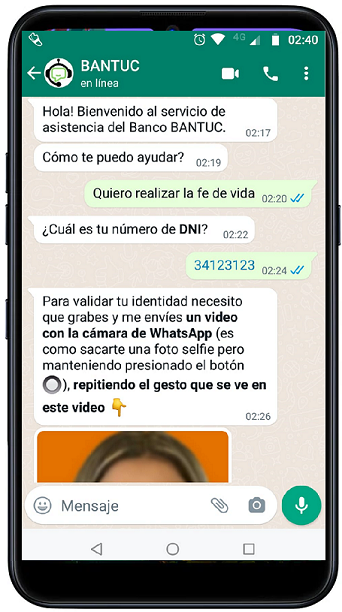 4G 02:40
BANTUC
en línea
Hola! Bienvenido al servicio de
asistencia del Banco BANTUC.
02:17
Cómo te puedo ayudar?
02:19
Quiero realizar la fe de vida 02:20
¿Cuál es tu número de DNI?
02:22
34123123 02:24
Para validar tu identidad necesito
que grabes y me envíes un video
con la cámara de WhatsApp (es
como sacarte una foto selfie pero
manteniendo presionado el botón
), repitiendo el gesto que se ve en
este video 👇
02:26
Mensaje